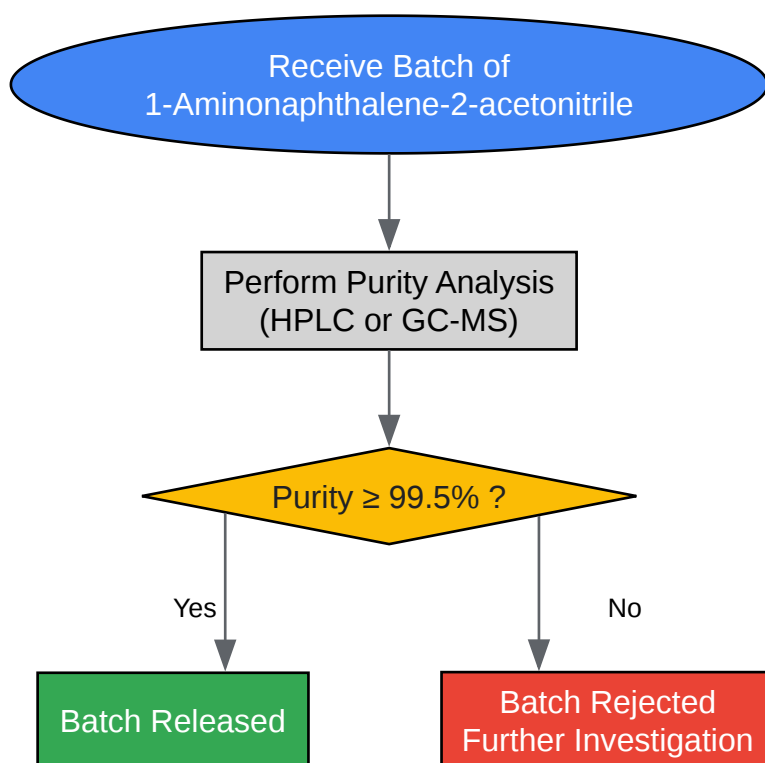 Receive Batch of
1-Aminonaphthalene-2-acetonitrile
Perform Purity Analysis
(HPLC or GC-MS)
Purity ≥ 99.5% ?
Yes
No
Batch Released
Batch Rejected
Further Investigation